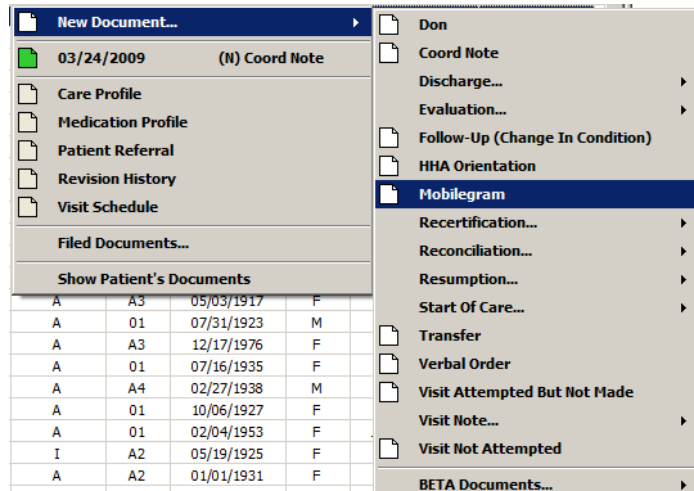 New Document...
03/24/2009 (N) Coord Note
Care Profile
Medication Profile
Patient Referral
Revision History
Visit Schedule
Filed Documents...
Show Patient's Documents
Don
Coord Note
Discharge...
Evaluation...
Follow-Up (Change In Condition)
HHA Orientation
Mobilegram
Recertification...
Reconciliation...
Resumption...
Start Of Care...
Transfer
Verbal Order
Visit Attempted But Not Made
Visit Note...
Visit Not Attempted
BETA Documents...
A A3 05/03/1917 F
A 01 07/31/1923 M
A A3 12/17/1976 F
A 01 07/16/1935 F
A A4 02/27/1938 M
A 01 10/06/1927 F
A 01 02/04/1953 F
I A2 05/19/1925 F
A A2 01/01/1931 F